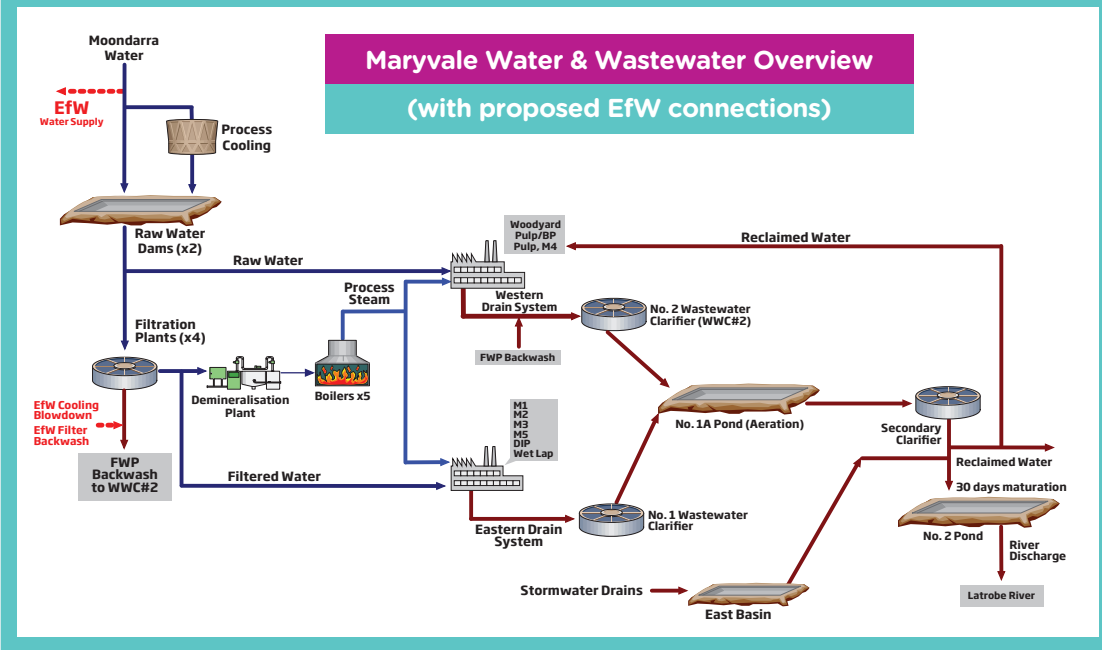 Maryvale Water & Wastewater Overview
(with proposed EfW connections)
Moondarra
Water
EfW
Water Supply
Process
Cooling
Raw Water
Dams (x2)
Raw Water
Process
Steam
Woodyard
Pulp/BP
Pulp, M4
Reclaimed Water
Western
Drain System
No. 2 Wastewater
Clarifier (WWC#2)
FWP Backwash
Filtration
Plants (x4)
Demineralisation
Plant
Boilers x5
EfW Cooling
Blowdown
EfW Filter
Backwash
FWP
Backwash
to WWC#2
Filtered Water
M1
M2
M3
M5
DIP
Wet Lap
No. 1A Pond (Aeration)
Secondary
Clarifier
Reclaimed Water
30 days maturation
Eastern Drain
System
No. 1 Wastewater
Clarifier
No. 2 Pond
River
Discharge
Latrobe River
Stormwater Drains
East Basin